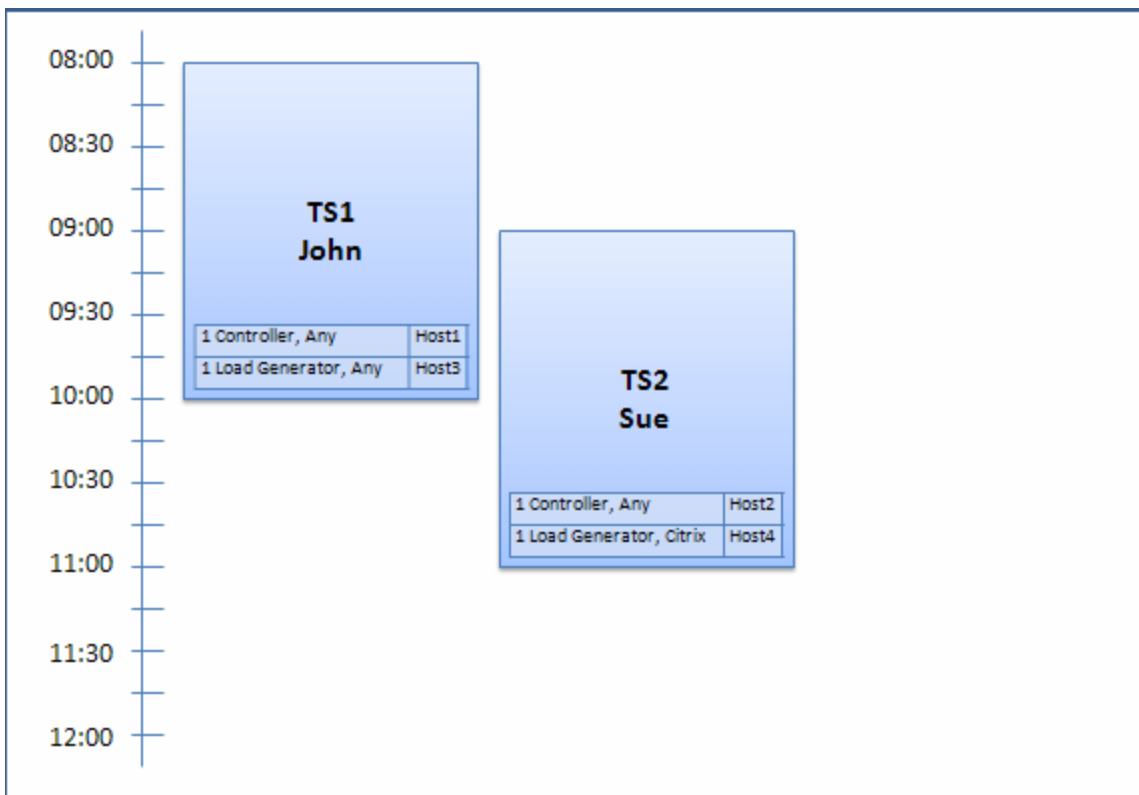 08:00
08:30
09:00
09:30
10:00
10:30
11:00
11:30
12:00
TS1
John
1 Controller, Any Host1
1 Load Generator, Any Host3
TS2
Sue
1 Controller, Any Host2
1 Load Generator, Citrix Host4